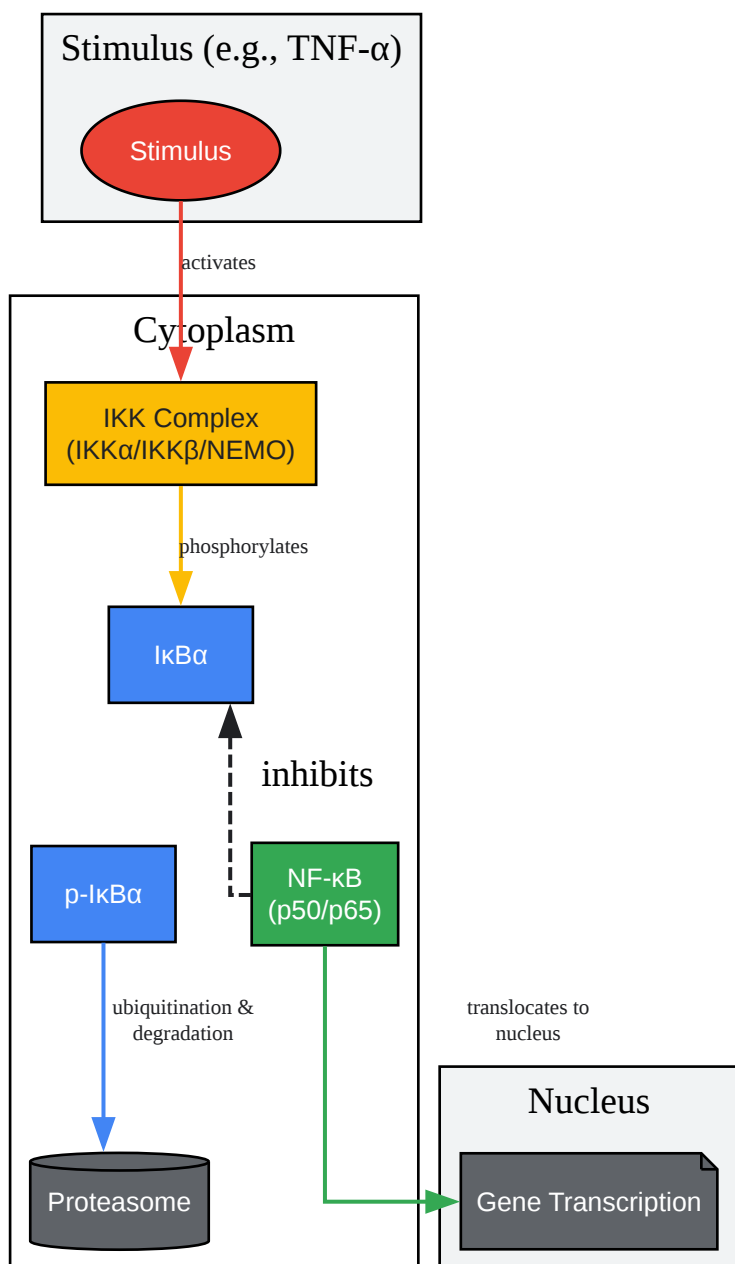 Stimulus (e.g., TNF-α)
Stimulus
activates
Cytoplasm
IKK Complex
(IKKα/IKKβ/NEMO)
phosphorylates
IκBα
inhibits
p-IκBα
NF-κB
(p50/p65)
ubiquitination &
degradation
translocates to
nucleus
Nucleus
Proteasome
Gene Transcription